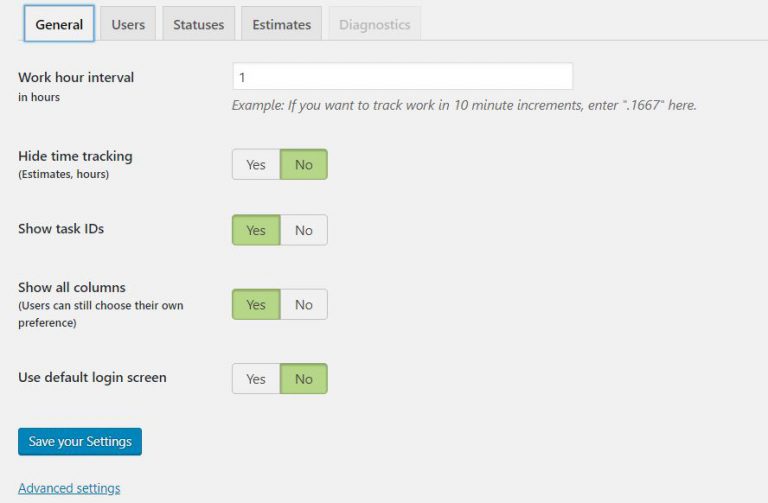 General Users Statuses Estimates Diagnostics
Work hour interval
in hours
1
Example: If you want to track work in 10 minute increments, enter ".1667" here.
Hide time tracking
(Estimates, hours)
Yes No
Show task IDs
Yes No
Show all columns
(Users can still choose their own
preference)
Yes No
Use default login screen
Yes No
Save your Settings
Advanced settings